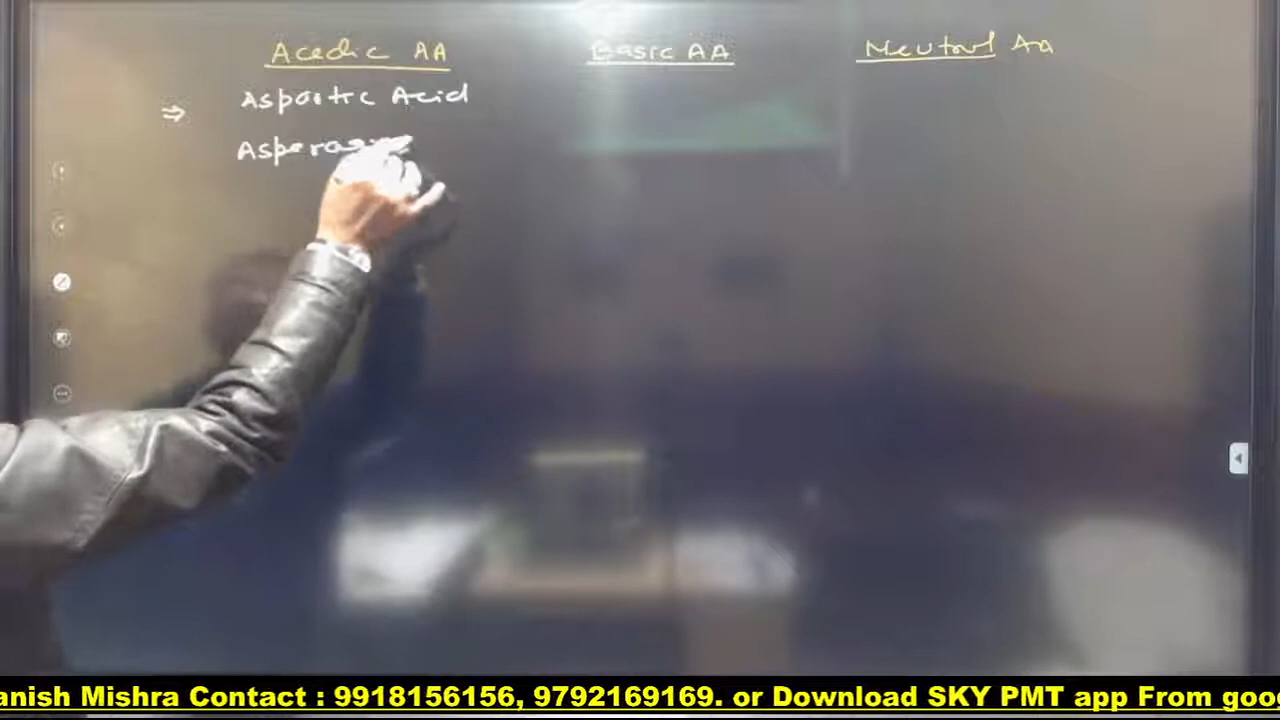 Acedic AA
Basic AA
Neutral Aa
⇒ Aspartic Acid
anish Mishra Contact : 9918156156, 9792169169. or Download SKY PMT app From goo